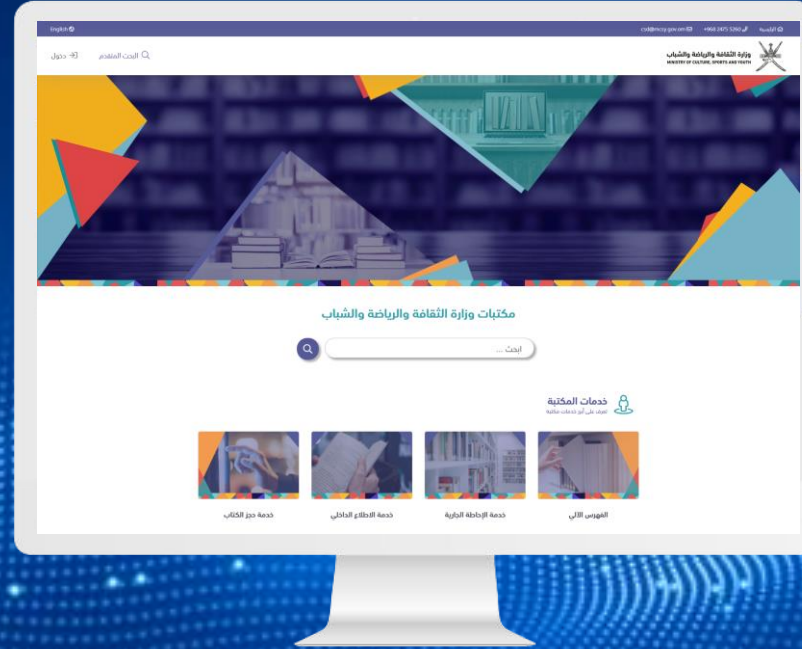 الرئيسية
+968 2475 5260
csd@mcsy.gov.om
English
وزارة الثقافة والرياضة والشباب
MINISTRY OF CULTURE, SPORTS AND YOUTH
البحث المتقدم
دخول
مكتبات وزارة الثقافة والرياضة والشباب
ابحث ...
خدمات المكتبة
تعرف على أبرز خدمات مكتبة
الفهرس الآلي
خدمة الإحاطة الجارية
خدمة الاطلاع الداخلي
خدمة حجز الكتاب